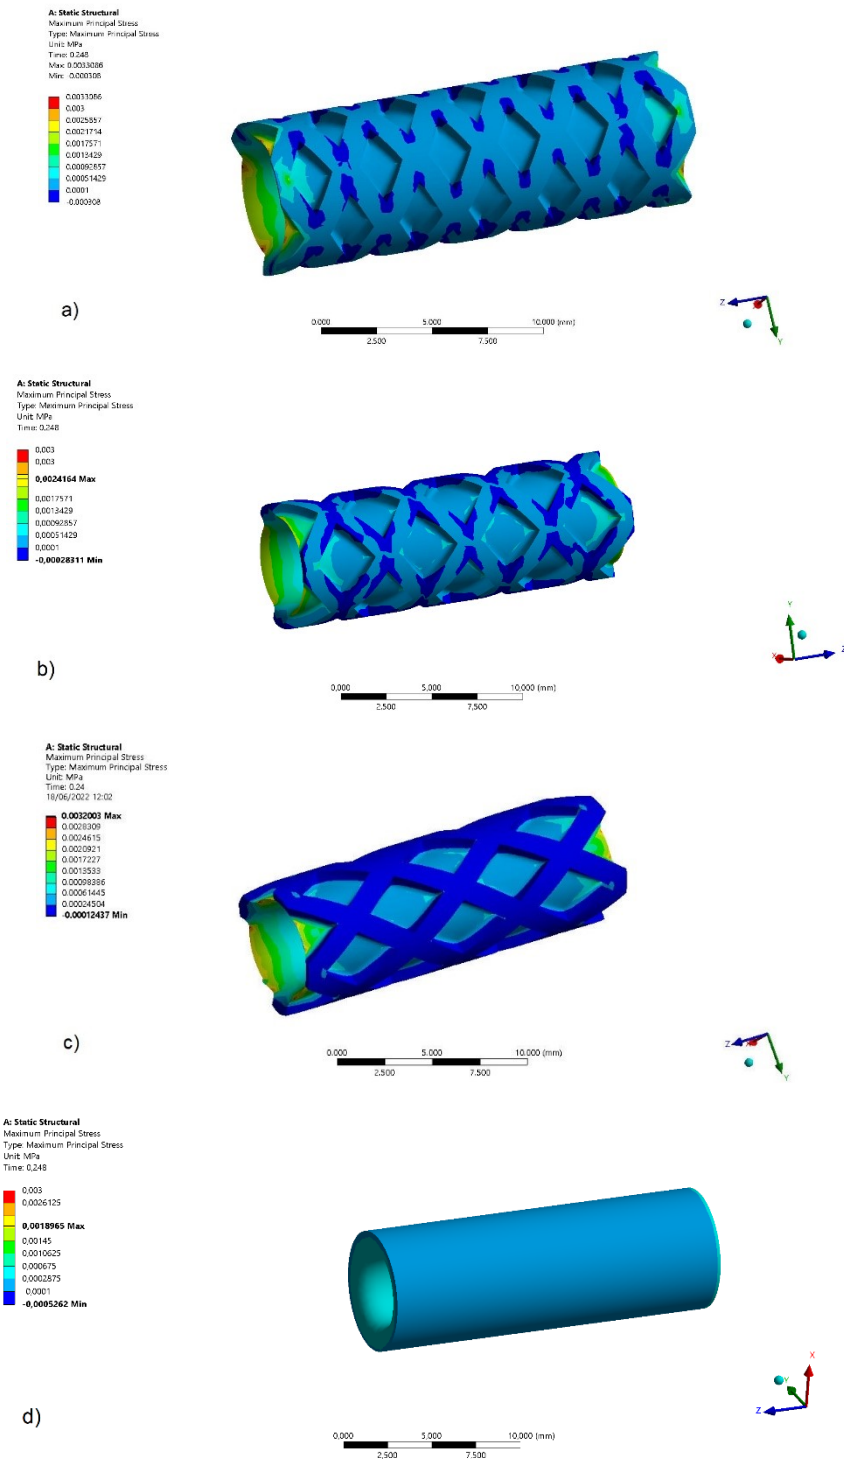 A: Static Structural
Maximum Principal Stress
Type: Maximum Principal Stress
Unit: MPa
Time: 0.248
Max: 0.0033086
Min: -0.000308
0.0033086
0.003
0.0025857
0.0021714
0.0017571
0.0013429
0.00092857
0.00051429
0.0001
-0.000308
Z
Y
a)
0.000 5.000 10.000 (mm)
2.500 7.500
A: Static Structural
Maximum Principal Stress
Type: Maximum Principal Stress
Unit: MPa
Time: 0,248
0,003
0,003
0,0024164 Max
0,0017571
0,0013429
0,00092857
0,00051429
0,0001
-0,00028311 Min
Y
X
Z
b)
0,000 5,000 10,000 (mm)
2,500 7,500
A: Static Structural
Maximum Principal Stress
Type: Maximum Principal Stress
Unit: MPa
Time: 0.24
18/06/2022 12:02
0.0032003 Max
0.0028309
0.0024615
0.0020921
0.0017227
0.0013533
0.00098386
0.00061445
0.00024504
-0.00012437 Min
Z
Y
c)
0.000 5.000 10.000 (mm)
2.500 7.500
A: Static Structural
Maximum Principal Stress
Type: Maximum Principal Stress
Unit: MPa
Time: 0,248
0,003
0,0026125
0,0018965 Max
0,00145
0,0010625
0,000675
0,0002875
-0,0001
-0,0005262 Min
X
Y
Z
d)
0,000 5,000 10,000 (mm)
2,500 7,500